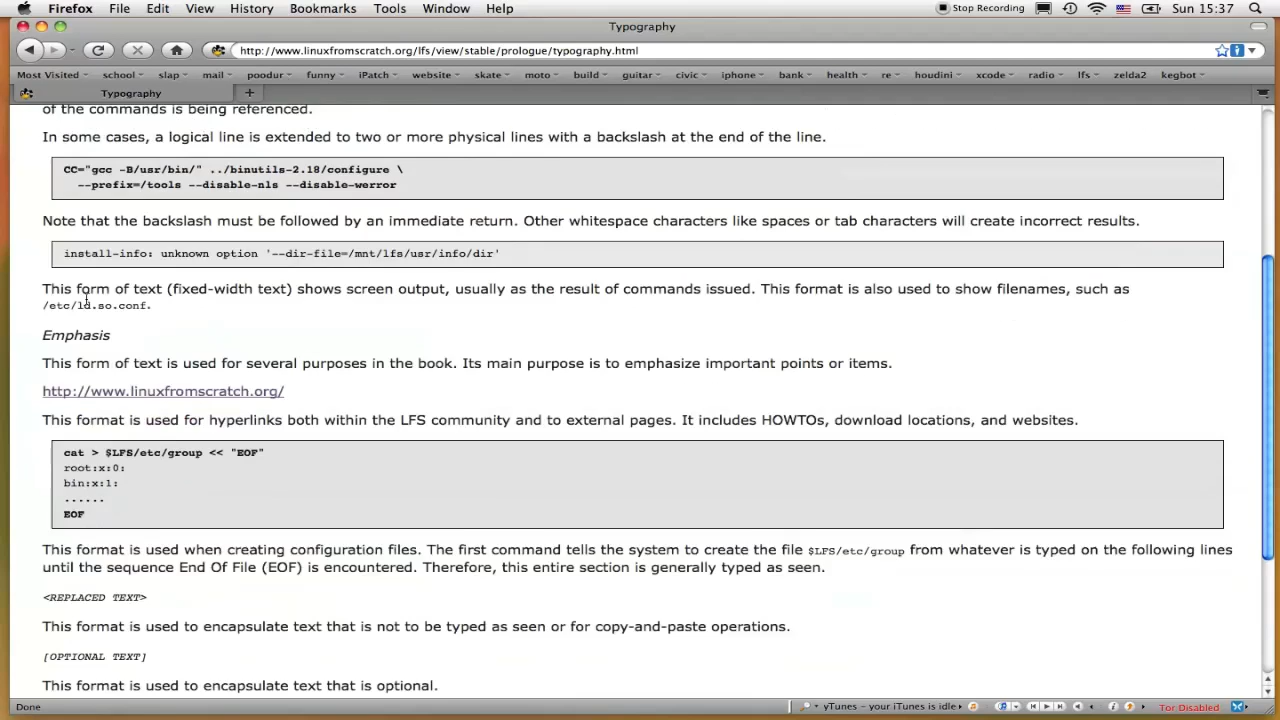 Firefox File Edit View History Bookmarks Tools Window Help Stop Recording Sun 15:37
Typography
http://www.linuxfromscratch.org/lfs/view/stable/prologue/typography.html
Most Visited school slap mail poodur funny iPatch website skate moto build guitar civic iphone bank health re houdini xcode radio lfs zelda2 kegbot
Typography
of the commands is being referenced.
In some cases, a logical line is extended to two or more physical lines with a backslash at the end of the line.
CC="gcc -B/usr/bin/" ../binutils-2.18/configure \
--prefix=/tools --disable-nls --disable-werror
Note that the backslash must be followed by an immediate return. Other whitespace characters like spaces or tab characters will create incorrect results.
install-info: unknown option '--dir-file=/mnt/lfs/usr/info/dir'
This form of text (fixed-width text) shows screen output, usually as the result of commands issued. This format is also used to show filenames, such as
/etc/ld.so.conf.
Emphasis
This form of text is used for several purposes in the book. Its main purpose is to emphasize important points or items.
http://www.linuxfromscratch.org/
This format is used for hyperlinks both within the LFS community and to external pages. It includes HOWTOs, download locations, and websites.
cat > $LFS/etc/group << "EOF"
root:x:0:
bin:x:1:
......
EOF
This format is used when creating configuration files. The first command tells the system to create the file $LFS/etc/group from whatever is typed on the following lines
until the sequence End Of File (EOF) is encountered. Therefore, this entire section is generally typed as seen.
<REPLACED TEXT>
This format is used to encapsulate text that is not to be typed as seen or for copy-and-paste operations.
[OPTIONAL TEXT]
This format is used to encapsulate text that is optional.
Done yTunes - your iTunes is idle Tor Disabled